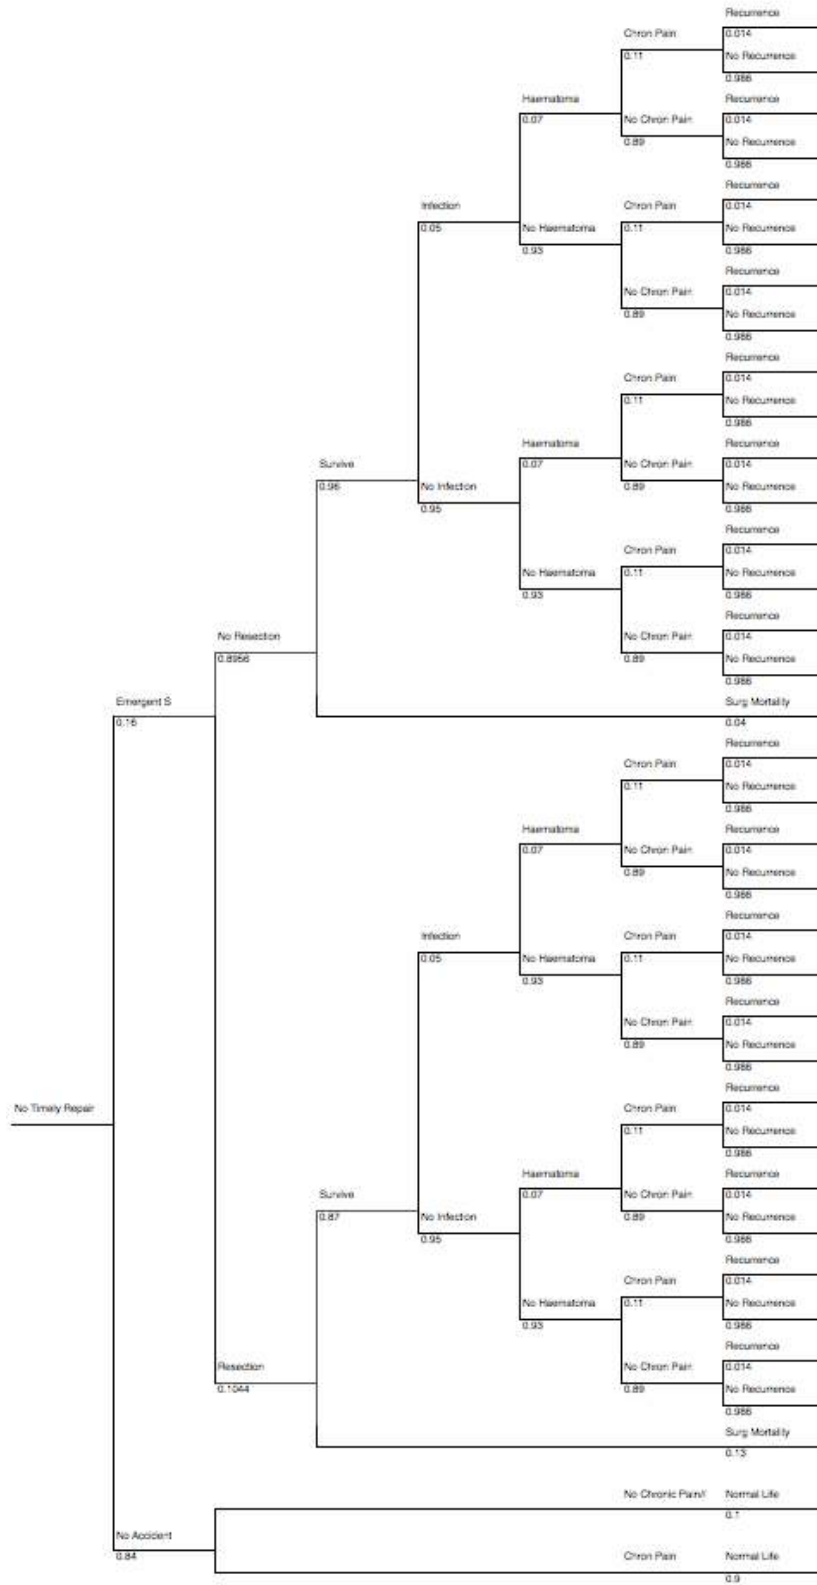 Recurrence
Chron Pain 0.014
0.11 No Recurrence
0.986
Haematoma Recurrence
0.07 No Chron Pain 0.014
0.89 No Recurrence
0.986
Recurrence
Infection Chron Pain 0.014
0.05 No Haematoma 0.11 No Recurrence
0.93 0.986
Recurrence
No Chron Pain 0.014
0.89 No Recurrence
0.986
Recurrence
Chron Pain 0.014
0.11 No Recurrence
0.986
Haematoma Recurrence
Survive 0.07 No Chron Pain 0.014
0.96 No Infection 0.89 No Recurrence
0.95 0.986
Recurrence
Chron Pain 0.014
No Haematoma 0.11 No Recurrence
0.93 0.986
Recurrence
No Resection No Chron Pain 0.014
0.8956 0.89 No Recurrence
0.986
Emergent S Surg Mortality
0.16 0.04
Recurrence
Chron Pain 0.014
0.11 No Recurrence
0.986
Haematoma Recurrence
0.07 No Chron Pain 0.014
0.89 No Recurrence
0.986
Recurrence
Infection Chron Pain 0.014
0.05 No Haematoma 0.11 No Recurrence
0.93 0.986
Recurrence
No Chron Pain 0.014
0.89 No Recurrence
0.986
Recurrence
No Timely Repair Chron Pain 0.014
0.11 No Recurrence
0.986
Haematoma Recurrence
Survive 0.07 No Chron Pain 0.014
0.87 No Infection 0.89 No Recurrence
0.95 0.986
Recurrence
Chron Pain 0.014
No Haematoma 0.11 No Recurrence
0.93 0.986
Recurrence
Resection No Chron Pain 0.014
0.1044 0.89 No Recurrence
0.986
Surg Mortality
0.13
No Chronic Pain/ Normal Life
0.1
No Accident
0.84 Chron Pain Normal Life
0.9